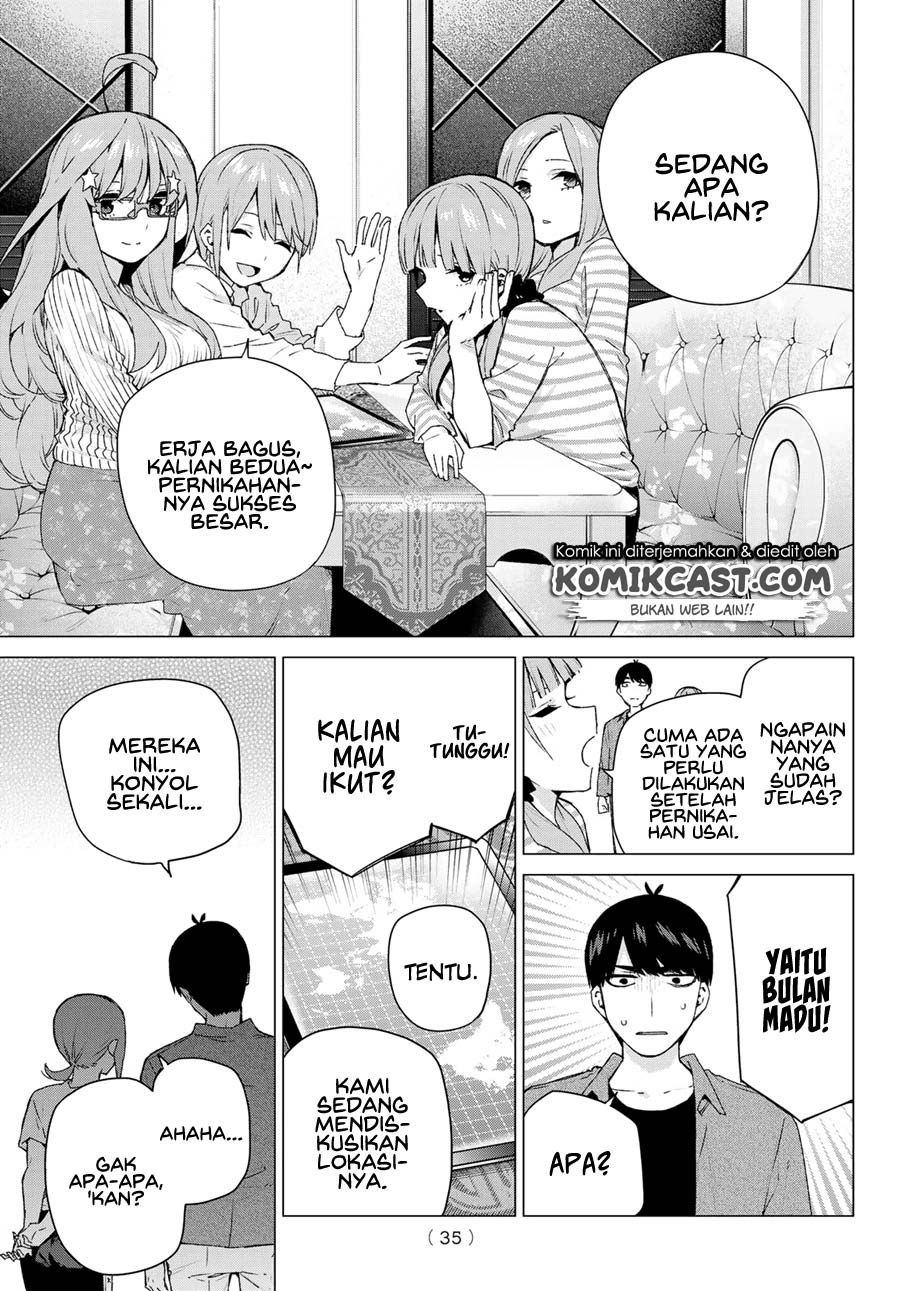 SEDANG
APA
KALIAN?
ERJA BAGUS,
KALIAN BEDUA~
PERNIKAHAN-
NYA SUKSES
BESAR.
Komik ini diterjemahkan & diedit oleh
KOMIKCAST.COM
BUKAN WEB LAIN!!
NGAPAIN
NANYA
YANG
SUDAH
JELAS?
CUMA ADA
SATU YANG
PERLU
DILAKUKAN
SETELAH
PERNIKA-
HAN USAI.
YAITU
BULAN
MADU!
APA?
TU-
TUNGGU!
KALIAN
MAU
IKUT?
TENTU.
KAMI
SEDANG
MENDIS-
KUSIKAN
LOKASI-
NYA.
MEREKA
INI...
KONYOL
SEKALI...
AHAHA...
GAK
APA-APA,
'KAN?
( 35 )